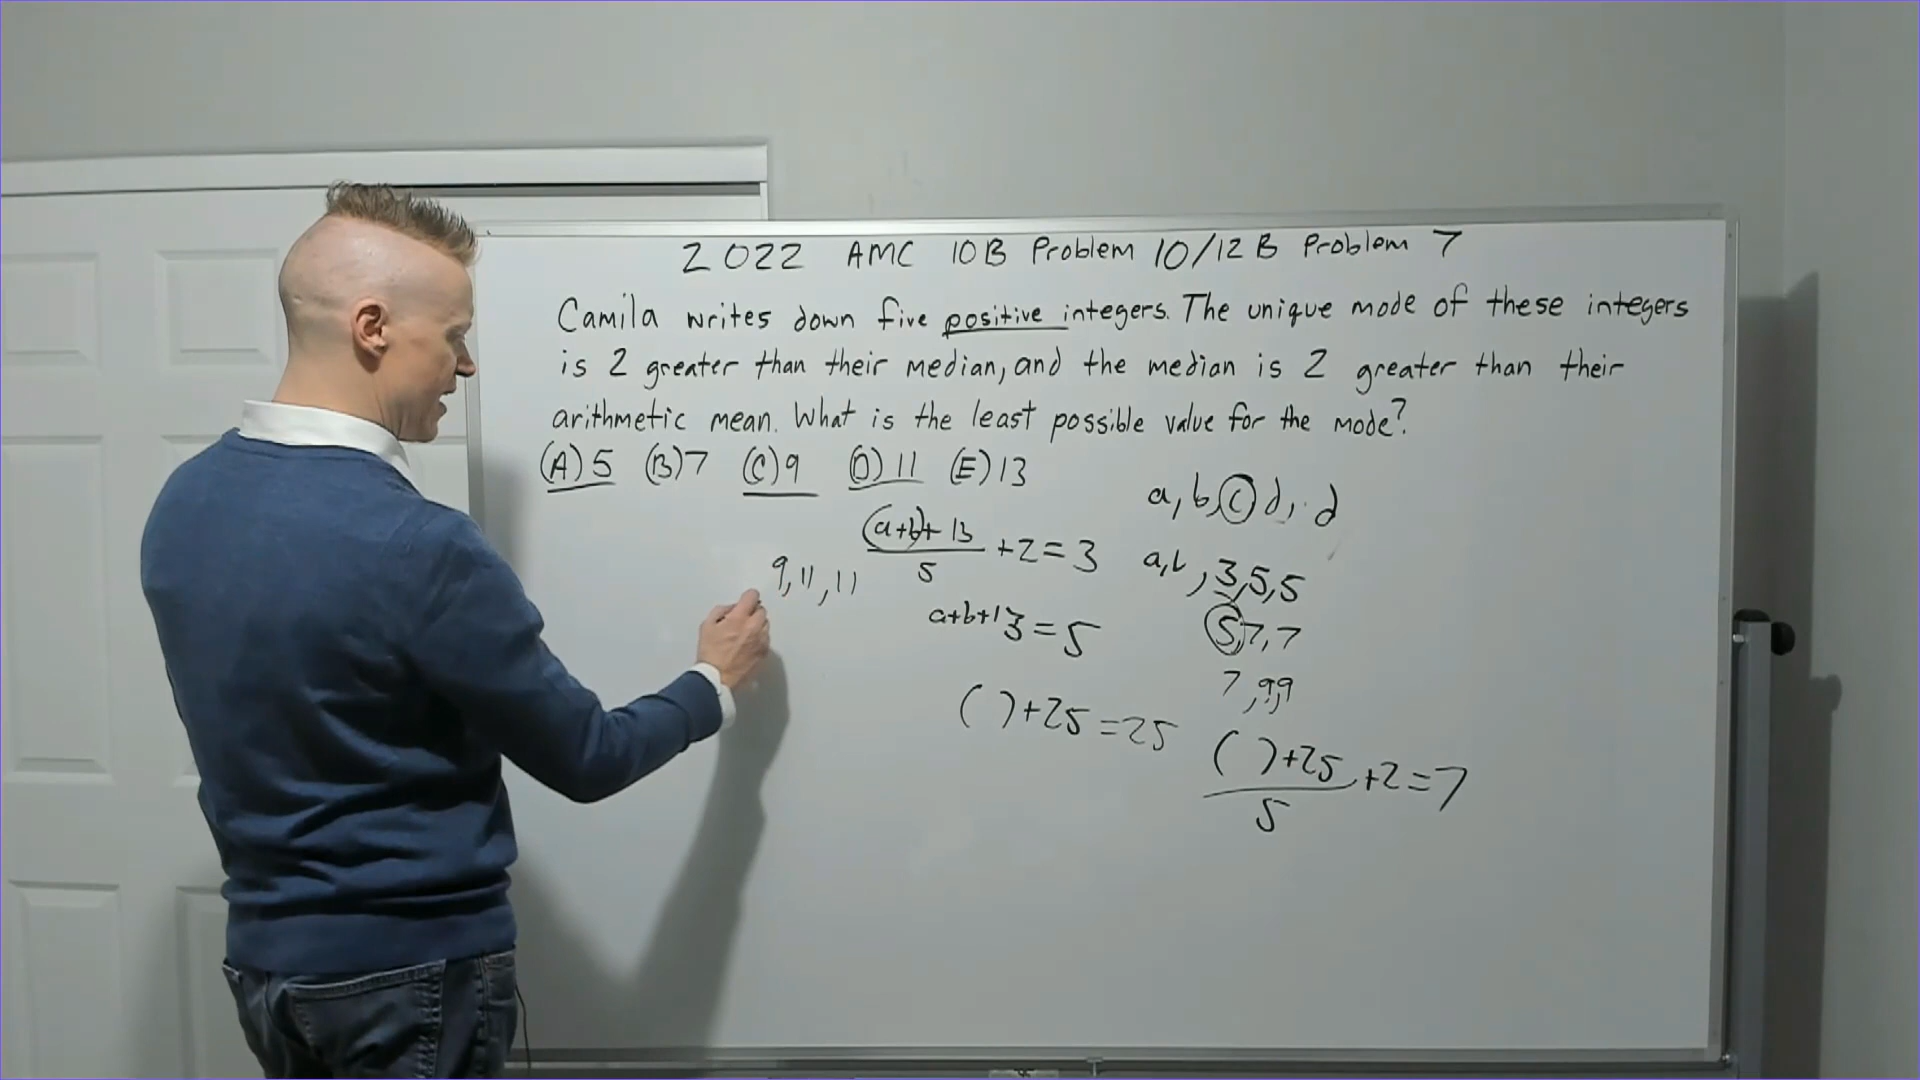 2022 AMC 10B Problem 10/12B Problem 7
Camila writes down five positive integers. The unique mode of these integers
is 2 greater than their median, and the median is 2 greater than their
arithmetic mean. What is the least possible value for the mode?
(A) 5 (B) 7 (C) 9 (D) 11 (E) 13
a, b, c d, d
(a+b)+13
5
+2=3
a, b, 3, 5, 5
9, 11, 11
a+b+13=5
5, 7, 7
7, 9, 9
( )+25=25
( )+25
5
+2=7